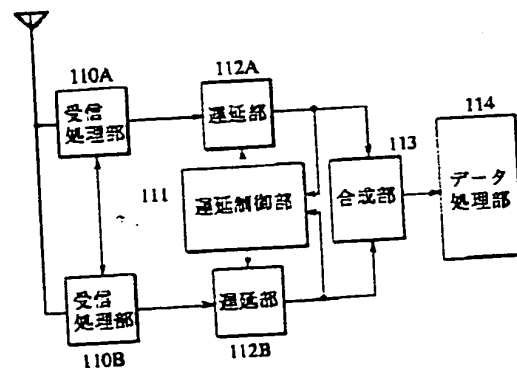 110A
受信
処理部
112A
遅延部
114
データ
処理部
113
合成部
111
遅延制御部
受信
処理部
110B
遅延部
112B